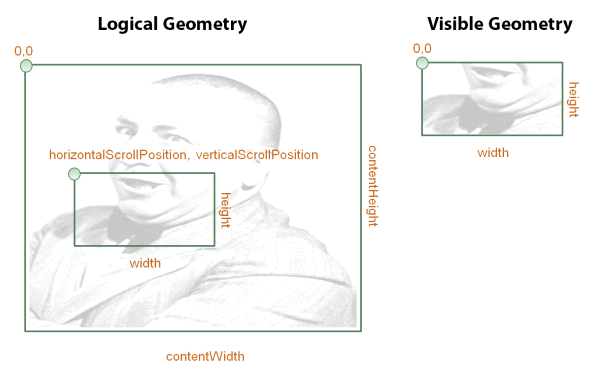 Logical Geometry
Visible Geometry
0,0
0,0
horizontalScrollPosition, verticalScrollPosition
height
width
contentHeight
contentWidth
height
width